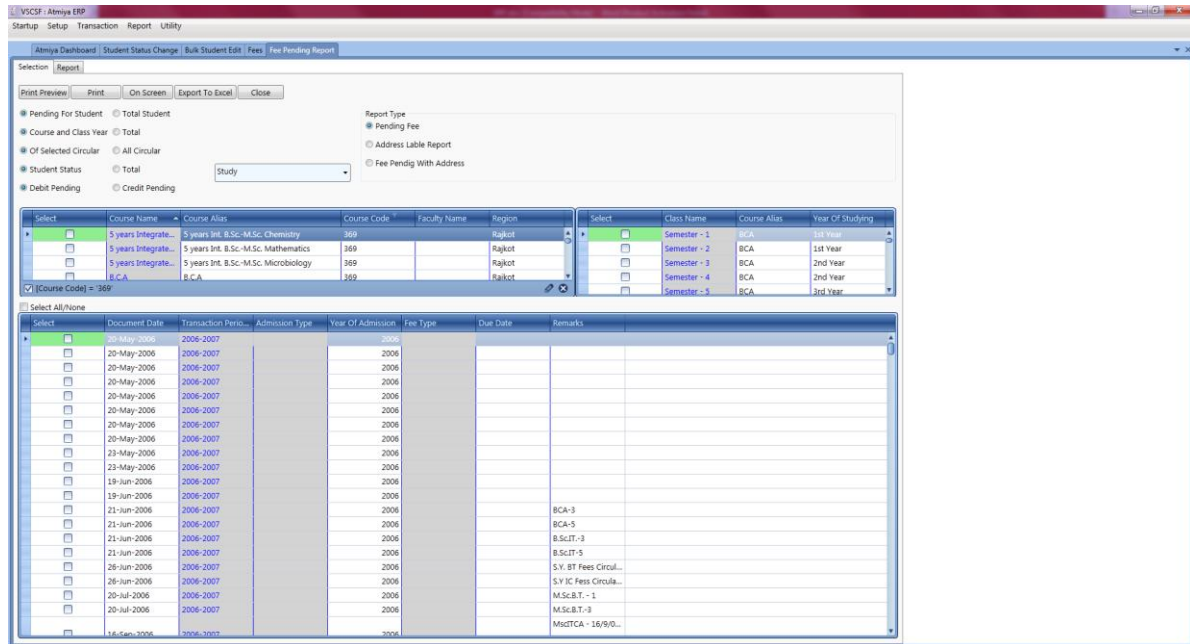 VSCSF : Atmiya ERP
Startup Setup Transaction Report Utility
Atmiya Dashboard Student Status Change Bulk Student Edit Fees Fee Pending Report
Selection Report
Print Preview Print On Screen Export To Excel Close
Pending For Student Total Student Report Type
Course and Class Year Total Pending Fee
Of Selected Circular All Circular Address Lable Report
Student Status Total Study Fee Pendig With Address
Debit Pending Credit Pending
Select Course Name Course Alias Course Code Faculty Name Region Select Class Name Course Alias Year Of Studying
5 years Integrate... 5 years Int. B.Sc.-M.Sc. Chemistry 369 Rajkot Semester - 1 BCA 1st Year
5 years Integrate... 5 years Int. B.Sc.-M.Sc. Mathematics 369 Rajkot Semester - 2 BCA 1st Year
5 years Integrate... 5 years Int. B.Sc.-M.Sc. Microbiology 369 Rajkot Semester - 3 BCA 2nd Year
B.C.A B.C.A 369 Rajkot Semester - 4 BCA 2nd Year
[Course Code] = '369' Semester - 5 BCA 3rd Year
Select All/None
Select Document Date Transaction Perio... Admission Type Year Of Admission Fee Type Due Date Remarks
20-May-2006 2006-2007 2006
20-May-2006 2006-2007 2006
20-May-2006 2006-2007 2006
20-May-2006 2006-2007 2006
20-May-2006 2006-2007 2006
20-May-2006 2006-2007 2006
20-May-2006 2006-2007 2006
20-May-2006 2006-2007 2006
23-May-2006 2006-2007 2006
23-May-2006 2006-2007 2006
19-Jun-2006 2006-2007 2006
19-Jun-2006 2006-2007 2006
21-Jun-2006 2006-2007 2006 BCA-3
21-Jun-2006 2006-2007 2006 BCA-5
21-Jun-2006 2006-2007 2006 B.Sc.IT.-3
21-Jun-2006 2006-2007 2006 B.Sc.IT-5
26-Jun-2006 2006-2007 2006 S.Y. BT Fees Circul...
26-Jun-2006 2006-2007 2006 S.Y IC Fess Circula...
20-Jul-2006 2006-2007 2006 M.Sc.B.T. - 1
20-Jul-2006 2006-2007 2006 M.Sc.B.T.-3
16-Sep-2006 2006-2007 2006 MscITCA - 16/9/0...